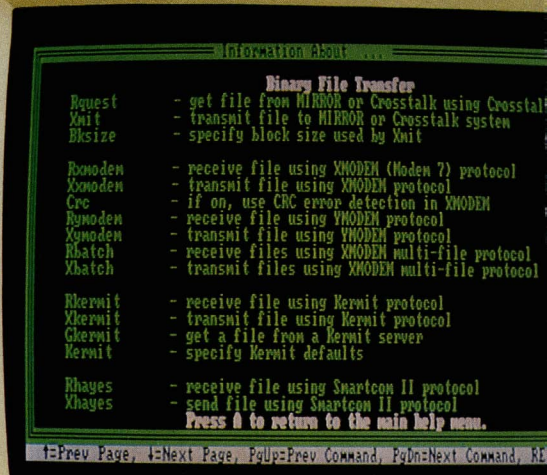 Information About ...
Binary File Transfer
Rquest - get file from MIRROR or Crosstalk using Crosstal
Xmit - transmit file to MIRROR or Crosstalk system
Bksize - specify block size used by Xmit
Rxmodem - receive file using XMODEM (Modem 7) protocol
Xxmodem - transmit file using XMODEM protocol
Crc - if on, use CRC error detection in XMODEM
Rymodem - receive file using YMODEM protocol
Xymodem - transmit file using YMODEM protocol
Rbatch - receive files using XMODEM multi-file protocol
Xbatch - transmit files using XMODEM multi-file protocol
Rkermit - receive file using Kermit protocol
Xkermit - transmit file using Kermit protocol
Gkermit - get a file from a Kermit server
Kermit - specify Kermit defaults
Rhayes - receive file using Smartcom II protocol
Xhayes - send file using Smartcom II protocol
Press A to return to the main help menu.
↑=Prev Page, ↓=Next Page, PgUp=Prev Command, PgDn=Next Command, RE